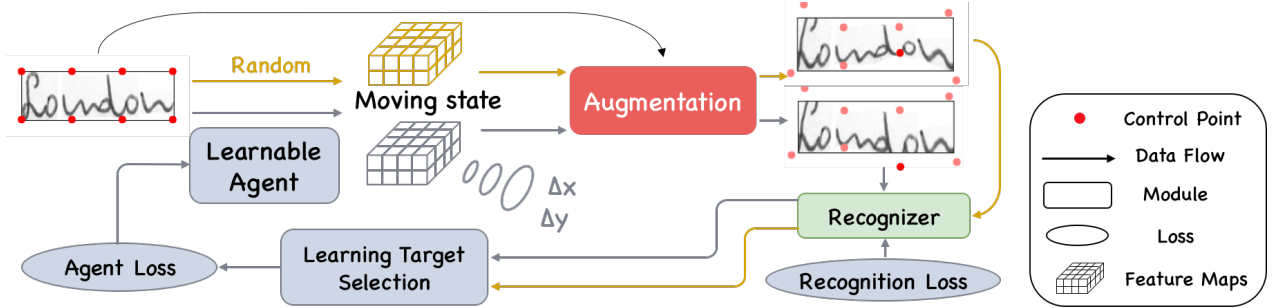 London
Random
Moving state
Learnable
Agent
Δx
Δy
Augmentation
London
London
Recognizer
Learning Target
Selection
Agent Loss
Recognition Loss
Control Point
Data Flow
Module
Loss
Feature Maps